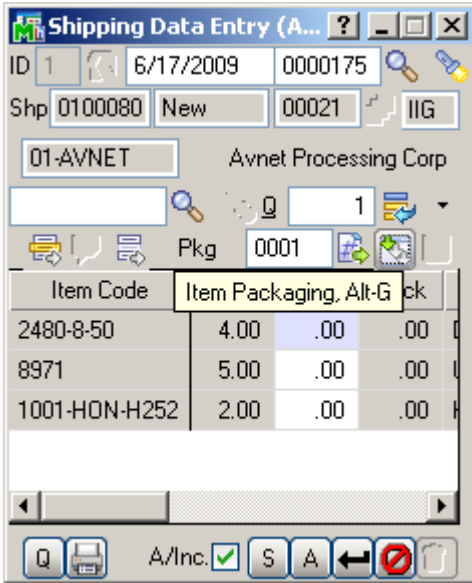 Shipping Data Entry (A... ?
ID 1 6/17/2009 0000175
Shp 0100080 New 00021 IIG
01-AVNET Avnet Processing Corp
Q 1
Pkg 0001
Item Packaging, Alt-G
Item Code ck
2480-8-50 4.00 .00 .00
8971 5.00 .00 .00
1001-HON-H252 2.00 .00 .00
Q A/Inc. S A